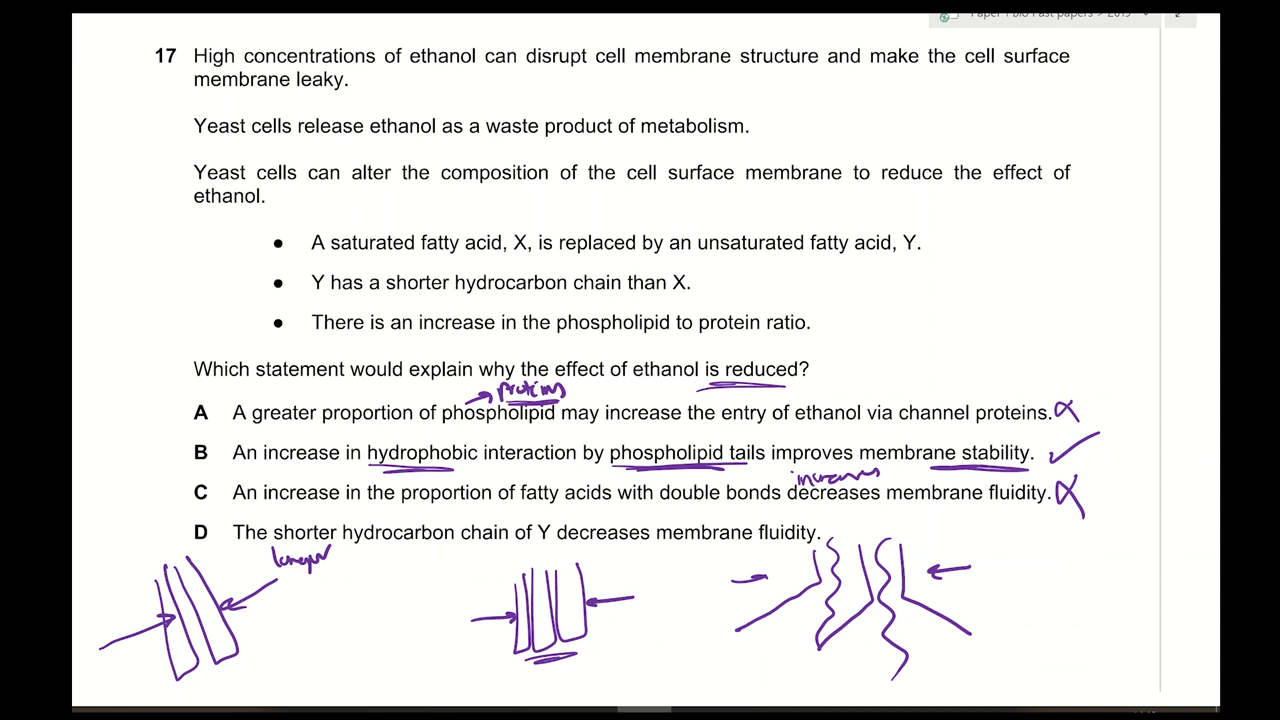 Paper 1 Bio Past papers > 2019
17 High concentrations of ethanol can disrupt cell membrane structure and make the cell surface
membrane leaky.
Yeast cells release ethanol as a waste product of metabolism.
Yeast cells can alter the composition of the cell surface membrane to reduce the effect of
ethanol.
● A saturated fatty acid, X, is replaced by an unsaturated fatty acid, Y.
● Y has a shorter hydrocarbon chain than X.
● There is an increase in the phospholipid to protein ratio.
Which statement would explain why the effect of ethanol is reduced?
proteins
A A greater proportion of phospholipid may increase the entry of ethanol via channel proteins.
B An increase in hydrophobic interaction by phospholipid tails improves membrane stability.
increases
C An increase in the proportion of fatty acids with double bonds decreases membrane fluidity.
D The shorter hydrocarbon chain of Y decreases membrane fluidity.
longer